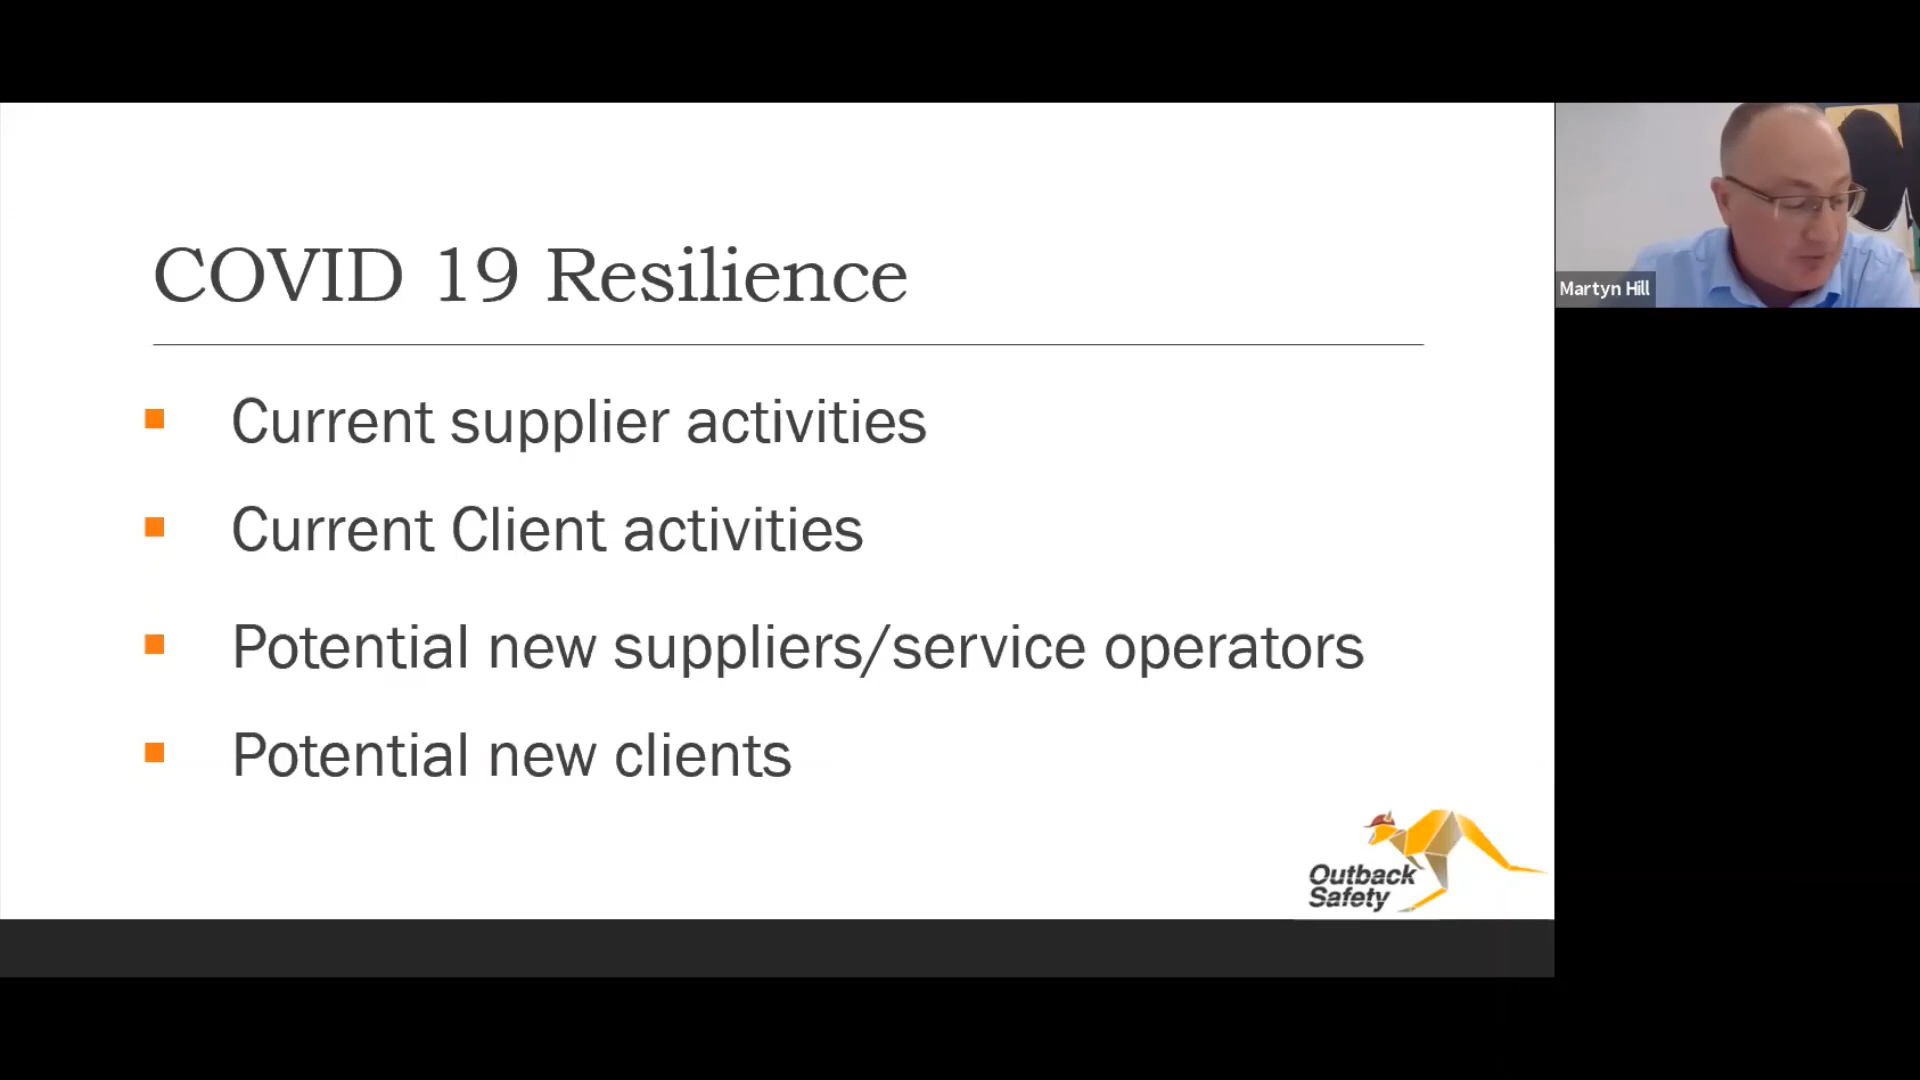 COVID 19 Resilience
Current supplier activities
Current Client activities
Potential new suppliers/service operators
Potential new clients
Outback
Safety
Martyn Hill